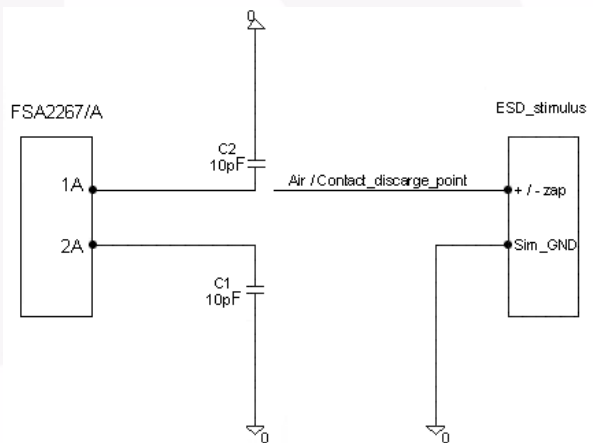 0
FSA2267/A
ESD_stimulus
C2
10pF
1A
Air / Contact_discarge_point
+ / - zap
2A
Sim_GND
C1
10pF
0
0